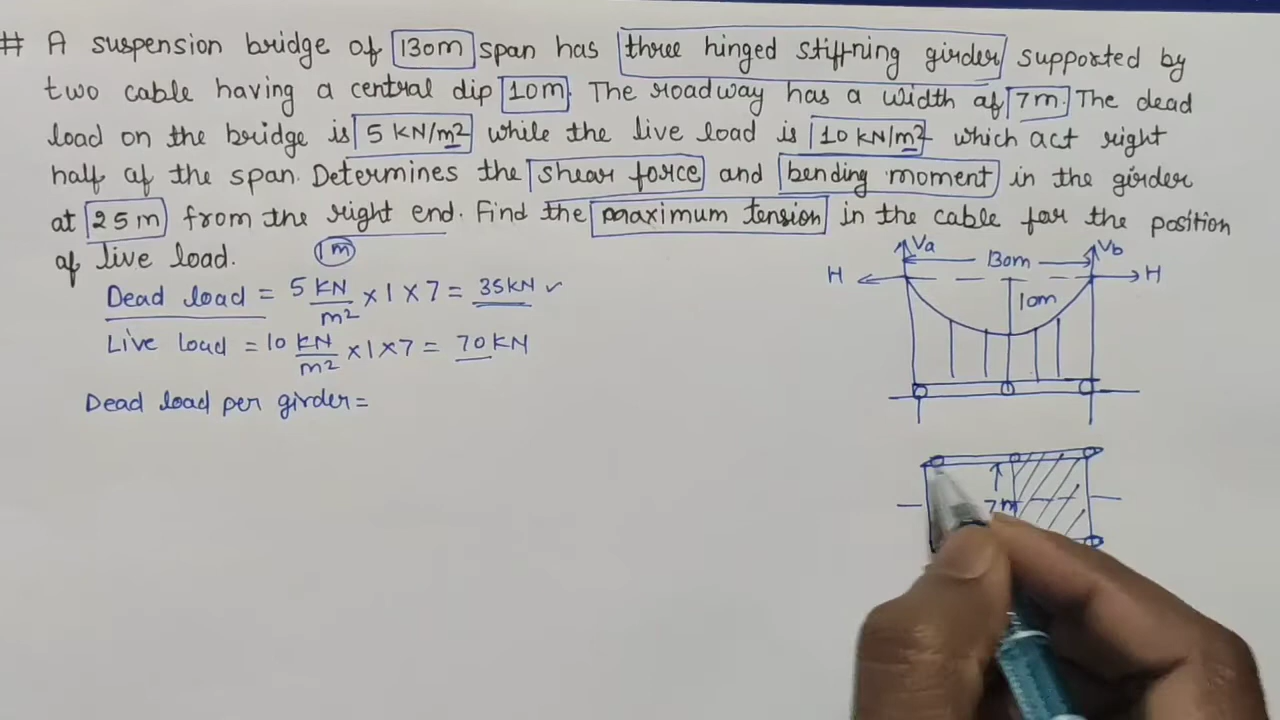 # A suspension bridge of 130m span has three hinged stiffning girder supported by
two cable having a central dip 10m. The roadway has a width of 7m. The dead
load on the bridge is 5 KN/m2 while the live load is 10 KN/m2 which act right
half of the span. Determines the shear force and bending moment in the girder
at 25m from the right end. Find the maximum tension in the cable for the position
of live load.
1m
Dead load = 5 KN/m2 × 1 × 7 = 35KN ✓
Live load = 10 KN/m2 × 1 × 7 = 70KN
Dead load per girder =
Va
130m
Vb
H
H
10m
7m